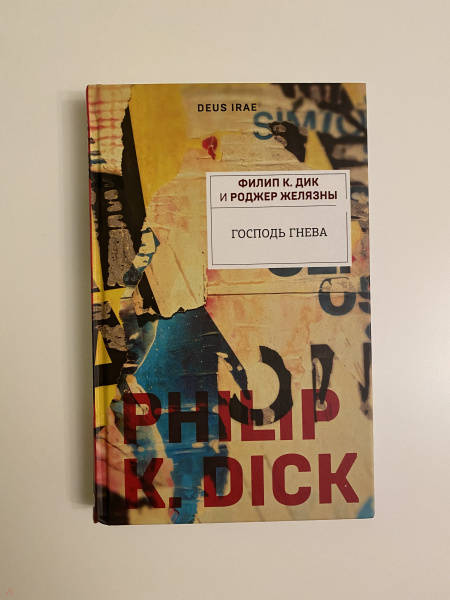 DEUS IRAE
ФИЛИП К. ДИК
И РОДЖЕР ЖЕЛЯЗНЫ
ГОСПОДЬ ГНЕВА
PHILIP
K. DICK